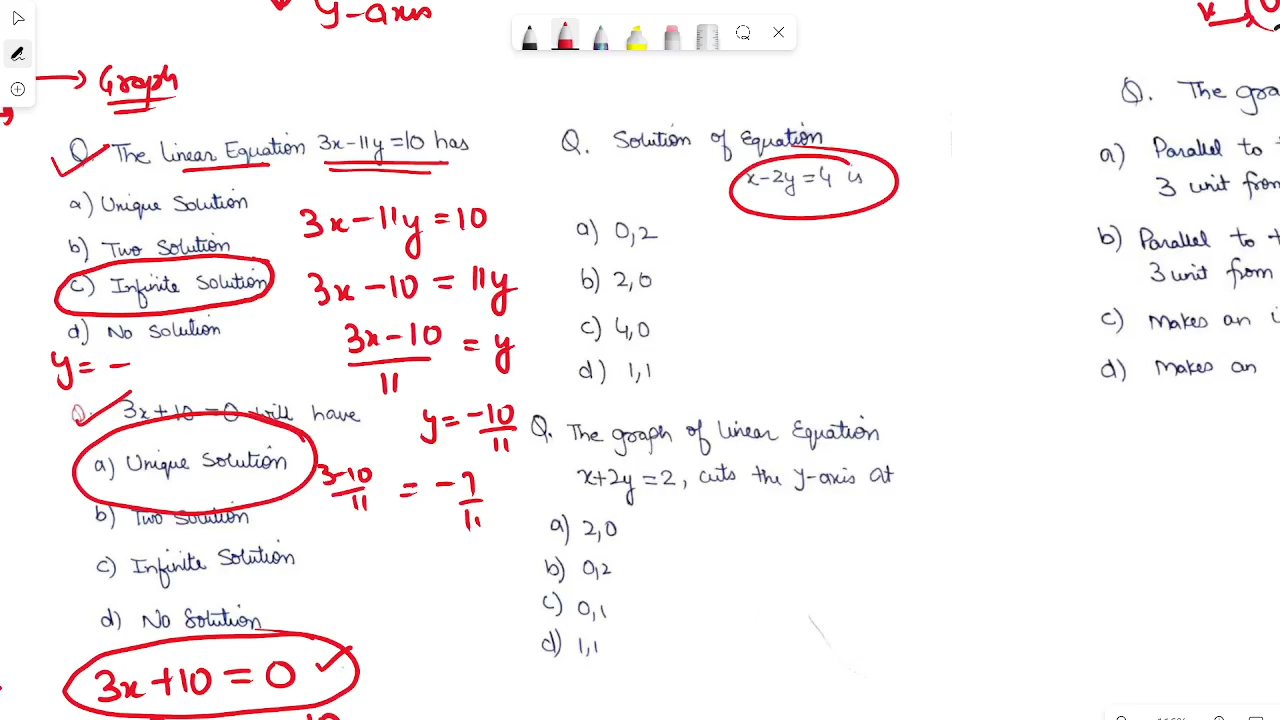 y-axis
Graph
Q. The Linear Equation 3x-11y=10 has
a) Unique Solution
b) Two Solution
c) Infinite Solution
d) No Solution
y = -
3x-11y=10
3x-10 = 11y
3x-10/11 = y
y = -10/11
3-10/11 = -7/11
Q. 3x+10=0 will have
a) Unique Solution
b) Two Solution
c) Infinite Solution
d) No Solution
3x+10=0
Q. Solution of Equation
x-2y=4 is
a) 0,2
b) 2,0
c) 4,0
d) 1,1
Q. The graph of linear Equation
x+2y=2, cuts the y-axis at
a) 2,0
b) 0,2
c) 0,1
d) 1,1
Q. The gra
a) Parallel to
3 unit from
b) Parallel to
3 unit from
c) Makes an
d) Makes an